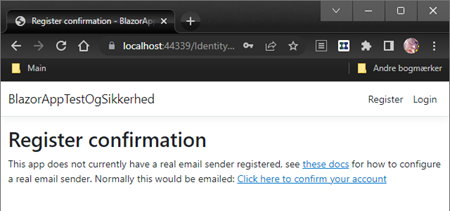 Register confirmation - BlazorApp
localhost:44339/Identity...
Main
Andre bogmærker
BlazorAppTestOgSikkerhed
Register
Login
Register confirmation
This app does not currently have a real email sender registered, see these docs for how to configure
a real email sender. Normally this would be emailed: Click here to confirm your account